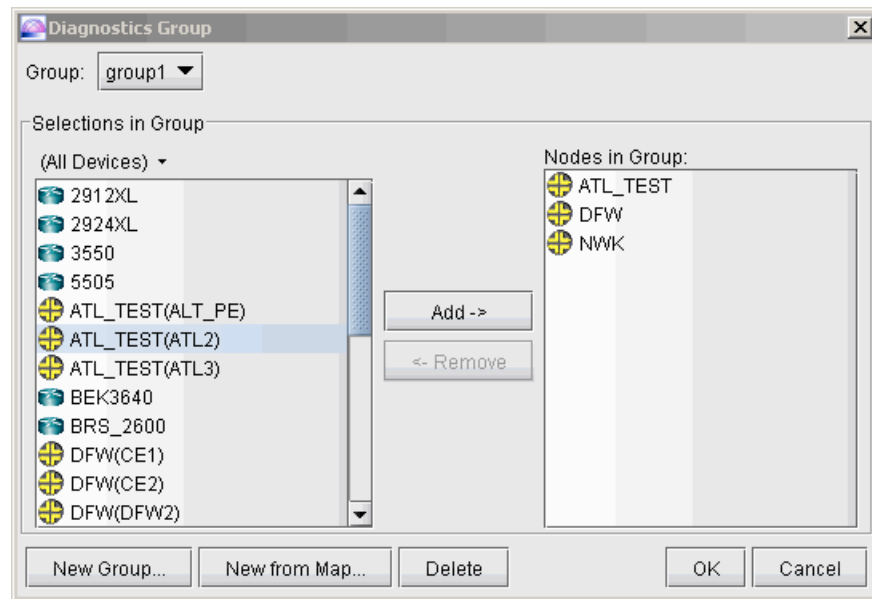 Diagnostics Group
Group: group1
Selections in Group
(All Devices)
2912XL
2924XL
3550
5505
ATL_TEST(ALT_PE)
ATL_TEST(ATL2)
ATL_TEST(ATL3)
BEK3640
BRS_2600
DFW(CE1)
DFW(CE2)
DFW(DFW2)
Add ->
<- Remove
Nodes in Group:
ATL_TEST
DFW
NWK
New Group...
New from Map...
Delete
OK
Cancel